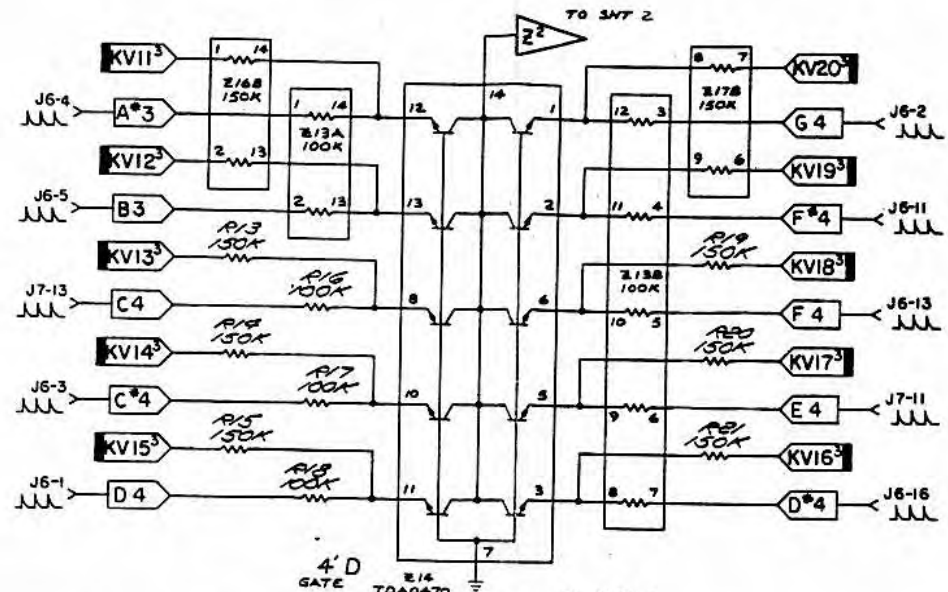 TO SHT 2
Z²
KV11³
1 14
Z16B
150K
14
8 7
Z17B
150K
KV20³
J6-4
A#3
1 14
Z13A
100K
12
1
12 3
G4
J6-2
KV12³
2 13
9 6
KV19³
J6-5
B3
2 13
13
2
11 4
F#4
J6-11
KV13³
R13
150K
R19
150K
KV18³
J7-13
C4
R16
100K
8
6
Z13B
100K
10 5
F4
J6-13
KV14³
R14
150K
R20
150K
KV17³
J6-3
C#4
R17
100K
10
5
9 6
E4
J7-11
KV15³
R15
150K
R21
150K
KV16³
J6-1
D4
R18
100K
11
3
8 7
D#4
J6-16
7
4' D
GATE
Z14
TDA0470